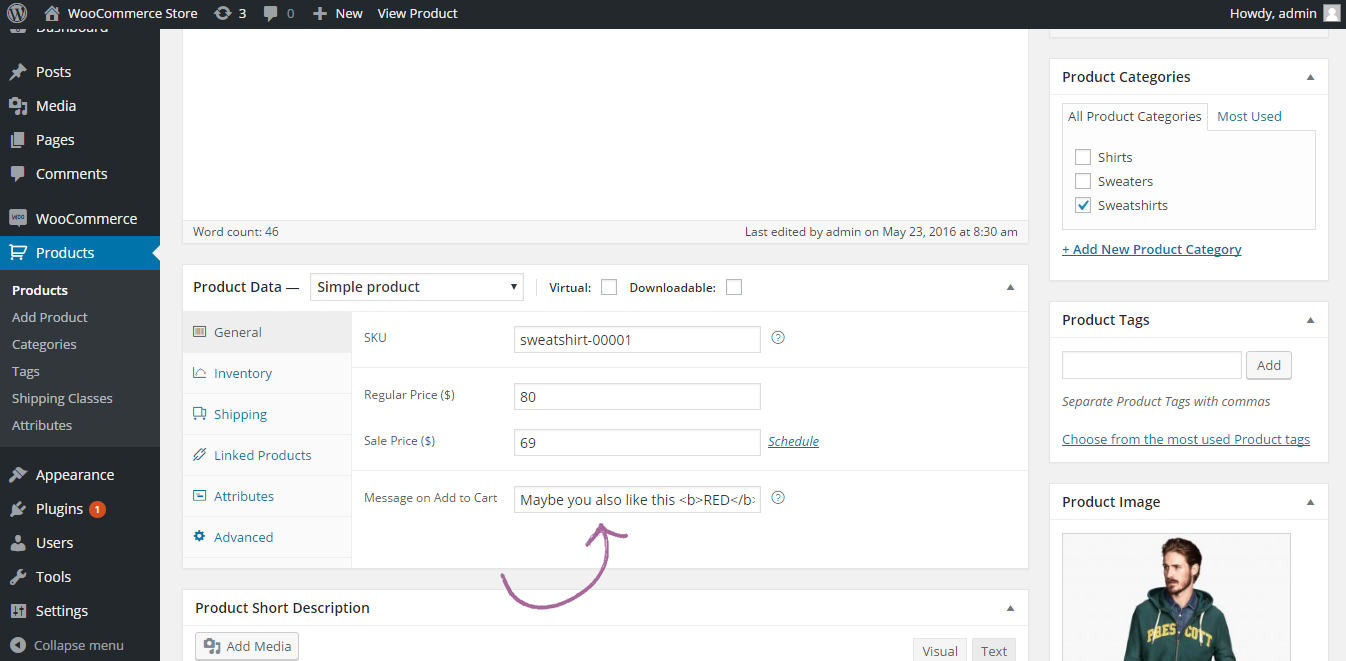 WooCommerce Store 3 0 New View Product Howdy, admin
Dashboard
Posts
Media
Pages
Comments
WooCommerce
Products
Products
Add Product
Categories
Tags
Shipping Classes
Attributes
Appearance
Plugins 1
Users
Tools
Settings
Collapse menu
Word count: 46 Last edited by admin on May 23, 2016 at 8:30 am
Product Data — Simple product Virtual: Downloadable:
General
Inventory
Shipping
Linked Products
Attributes
Advanced
SKU sweatshirt-00001
Regular Price ($) 80
Sale Price ($) 69 Schedule
Message on Add to Cart Maybe you also like this <b>RED</b>
Product Short Description
Add Media
Visual Text
Product Categories
All Product Categories Most Used
Shirts
Sweaters
Sweatshirts
+ Add New Product Category
Product Tags
Add
Separate Product Tags with commas
Choose from the most used Product tags
Product Image
PRESCOTT